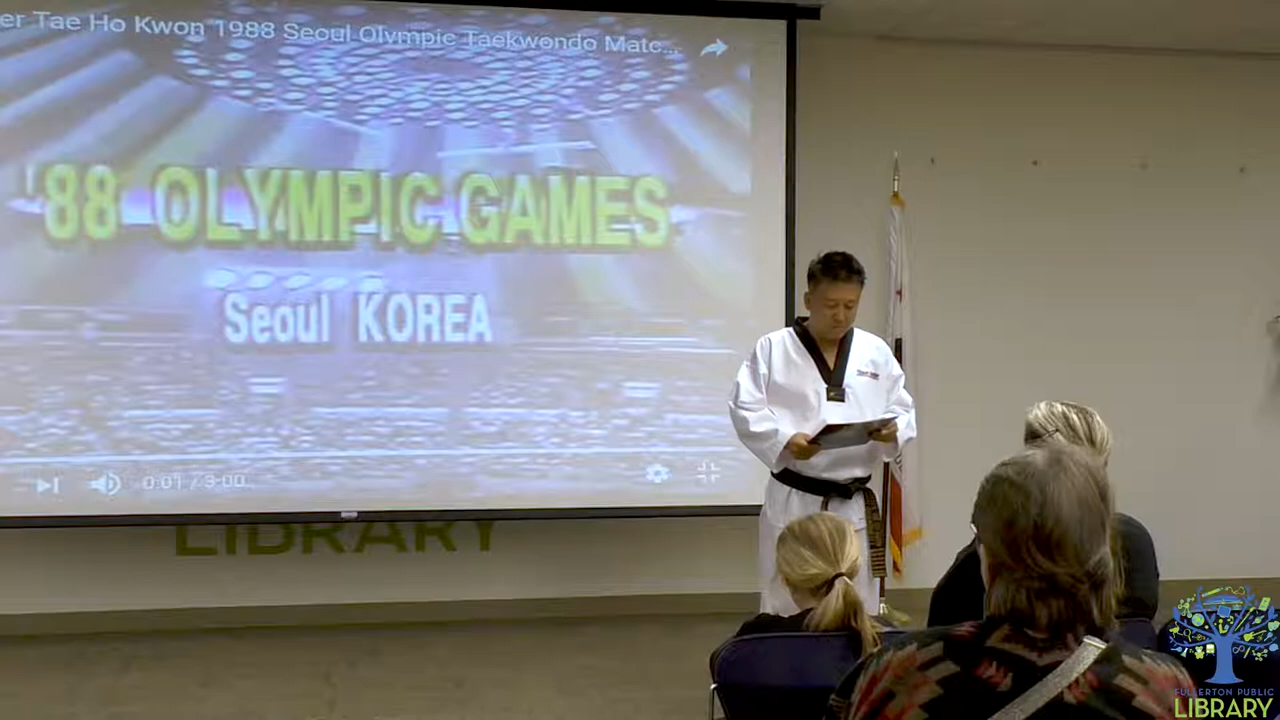 er Tae Ho Kwon 1988 Seoul Olympic Taekwondo Matc...
'88 OLYMPIC GAMES
Seoul KOREA
0:01 / 3:00
LIBRARY
FULLERTON PUBLIC
LIBRARY